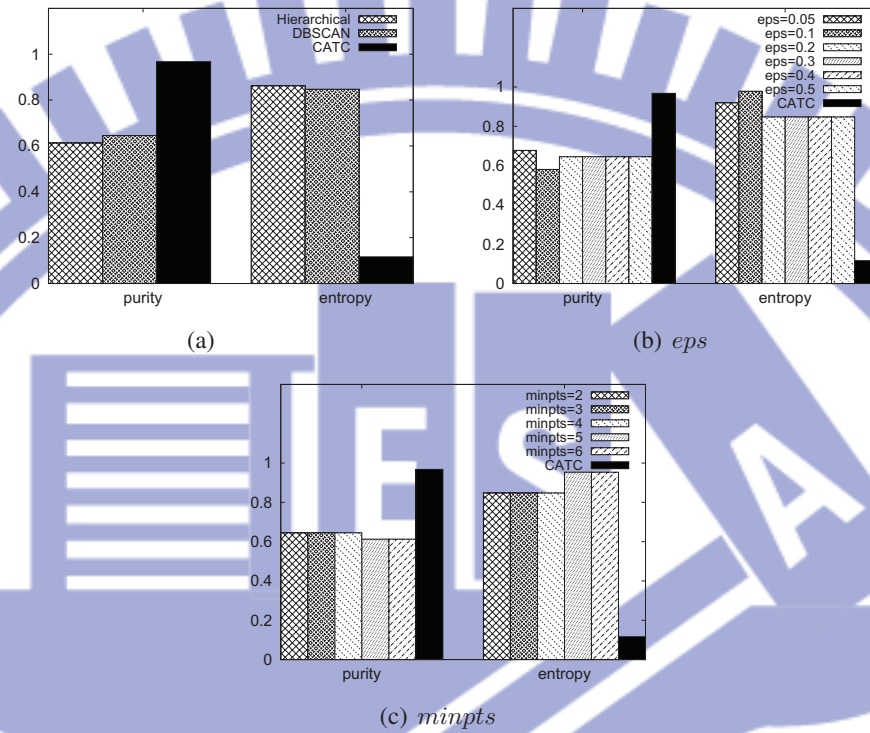 Hierarchical
DBSCAN
CATC
1
0.8
0.6
0.4
0.2
0
purity entropy
(a)
eps=0.05
eps=0.1
eps=0.2
eps=0.3
eps=0.4
eps=0.5
CATC
1
0.8
0.6
0.4
0.2
0
purity entropy
(b) eps
minpts=2
minpts=3
minpts=4
minpts=5
minpts=6
CATC
1
0.8
0.6
0.4
0.2
0
purity entropy
(c) minpts
E S A